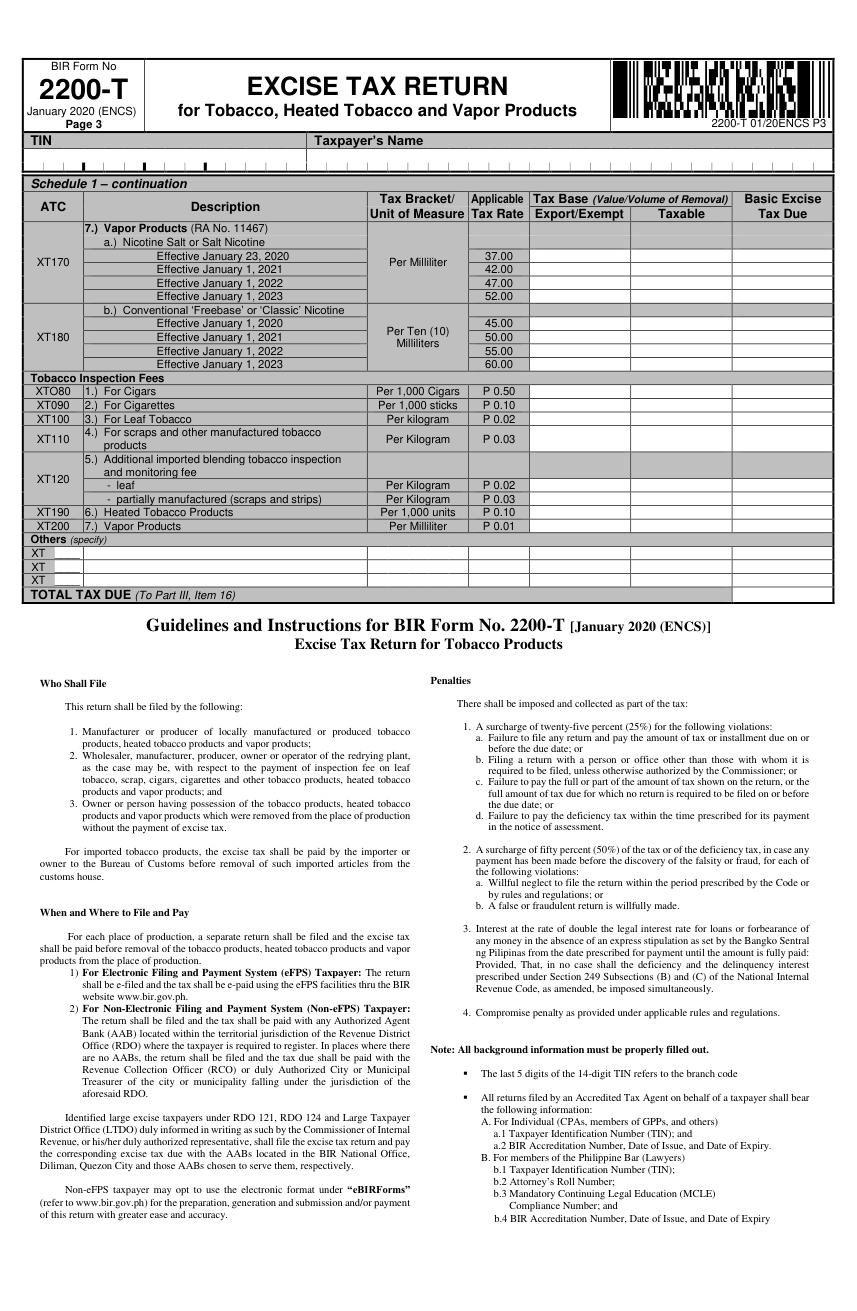 BIR Form No
2200-T
January 2020 (ENCS)
Page 3
EXCISE TAX RETURN
for Tobacco, Heated Tobacco and Vapor Products
2200-T 01/20ENCS P3
TIN Taxpayer's Name
Schedule 1 – continuation
ATC Description Tax Bracket/ Unit of Measure Applicable Tax Rate Tax Base (Value/Volume of Removal) Export/Exempt Taxable Basic Excise Tax Due
7.) Vapor Products (RA No. 11467)
a.) Nicotine Salt or Salt Nicotine
XT170 Per Milliliter
Effective January 23, 2020 37.00
Effective January 1, 2021 42.00
Effective January 1, 2022 47.00
Effective January 1, 2023 52.00
b.) Conventional 'Freebase' or 'Classic' Nicotine
XT180 Per Ten (10) Milliliters
Effective January 1, 2020 45.00
Effective January 1, 2021 50.00
Effective January 1, 2022 55.00
Effective January 1, 2023 60.00
Tobacco Inspection Fees
XTO80 1.) For Cigars Per 1,000 Cigars P 0.50
XT090 2.) For Cigarettes Per 1,000 sticks P 0.10
XT100 3.) For Leaf Tobacco Per kilogram P 0.02
XT110 4.) For scraps and other manufactured tobacco products Per Kilogram P 0.03
XT120 5.) Additional imported blending tobacco inspection and monitoring fee
- leaf Per Kilogram P 0.02
- partially manufactured (scraps and strips) Per Kilogram P 0.03
XT190 6.) Heated Tobacco Products Per 1,000 units P 0.10
XT200 7.) Vapor Products Per Milliliter P 0.01
Others (specify)
XT ____
XT ____
XT ____
TOTAL TAX DUE (To Part III, Item 16)
Guidelines and Instructions for BIR Form No. 2200-T [January 2020 (ENCS)]
Excise Tax Return for Tobacco Products
Who Shall File
This return shall be filed by the following:
1. Manufacturer or producer of locally manufactured or produced tobacco
products, heated tobacco products and vapor products;
2. Wholesaler, manufacturer, producer, owner or operator of the redrying plant,
as the case may be, with respect to the payment of inspection fee on leaf
tobacco, scrap, cigars, cigarettes and other tobacco products, heated tobacco
products and vapor products; and
3. Owner or person having possession of the tobacco products, heated tobacco
products and vapor products which were removed from the place of production
without the payment of excise tax.
For imported tobacco products, the excise tax shall be paid by the importer or
owner to the Bureau of Customs before removal of such imported articles from the
customs house.
When and Where to File and Pay
For each place of production, a separate return shall be filed and the excise tax
shall be paid before removal of the tobacco products, heated tobacco products and vapor
products from the place of production.
1) For Electronic Filing and Payment System (eFPS) Taxpayer: The return
shall be e-filed and the tax shall be e-paid using the eFPS facilities thru the BIR
website www.bir.gov.ph.
2) For Non-Electronic Filing and Payment System (Non-eFPS) Taxpayer:
The return shall be filed and the tax shall be paid with any Authorized Agent
Bank (AAB) located within the territorial jurisdiction of the Revenue District
Office (RDO) where the taxpayer is required to register. In places where there
are no AABs, the return shall be filed and the tax due shall be paid with the
Revenue Collection Officer (RCO) or duly Authorized City or Municipal
Treasurer of the city or municipality falling under the jurisdiction of the
aforesaid RDO.
Identified large excise taxpayers under RDO 121, RDO 124 and Large Taxpayer
District Office (LTDO) duly informed in writing as such by the Commissioner of Internal
Revenue, or his/her duly authorized representative, shall file the excise tax return and pay
the corresponding excise tax due with the AABs located in the BIR National Office,
Diliman, Quezon City and those AABs chosen to serve them, respectively.
Non-eFPS taxpayer may opt to use the electronic format under “eBIRForms”
(refer to www.bir.gov.ph) for the preparation, generation and submission and/or payment
of this return with greater ease and accuracy.
Penalties
There shall be imposed and collected as part of the tax:
1. A surcharge of twenty-five percent (25%) for the following violations:
a. Failure to file any return and pay the amount of tax or installment due on or
before the due date; or
b. Filing a return with a person or office other than those with whom it is
required to be filed, unless otherwise authorized by the Commissioner; or
c. Failure to pay the full or part of the amount of tax shown on the return, or the
full amount of tax due for which no return is required to be filed on or before
the due date; or
d. Failure to pay the deficiency tax within the time prescribed for its payment
in the notice of assessment.
2. A surcharge of fifty percent (50%) of the tax or of the deficiency tax, in case any
payment has been made before the discovery of the falsity or fraud, for each of
the following violations:
a. Willful neglect to file the return within the period prescribed by the Code or
by rules and regulations; or
b. A false or fraudulent return is willfully made.
3. Interest at the rate of double the legal interest rate for loans or forbearance of
any money in the absence of an express stipulation as set by the Bangko Sentral
ng Pilipinas from the date prescribed for payment until the amount is fully paid:
Provided, That, in no case shall the deficiency and the delinquency interest
prescribed under Section 249 Subsections (B) and (C) of the National Internal
Revenue Code, as amended, be imposed simultaneously.
4. Compromise penalty as provided under applicable rules and regulations.
Note: All background information must be properly filled out.
▪ The last 5 digits of the 14-digit TIN refers to the branch code
▪ All returns filed by an Accredited Tax Agent on behalf of a taxpayer shall bear
the following information:
A. For Individual (CPAs, members of GPPs, and others)
a.1 Taxpayer Identification Number (TIN); and
a.2 BIR Accreditation Number, Date of Issue, and Date of Expiry.
B. For members of the Philippine Bar (Lawyers)
b.1 Taxpayer Identification Number (TIN);
b.2 Attorney's Roll Number;
b.3 Mandatory Continuing Legal Education (MCLE)
Compliance Number; and
b.4 BIR Accreditation Number, Date of Issue, and Date of Expiry